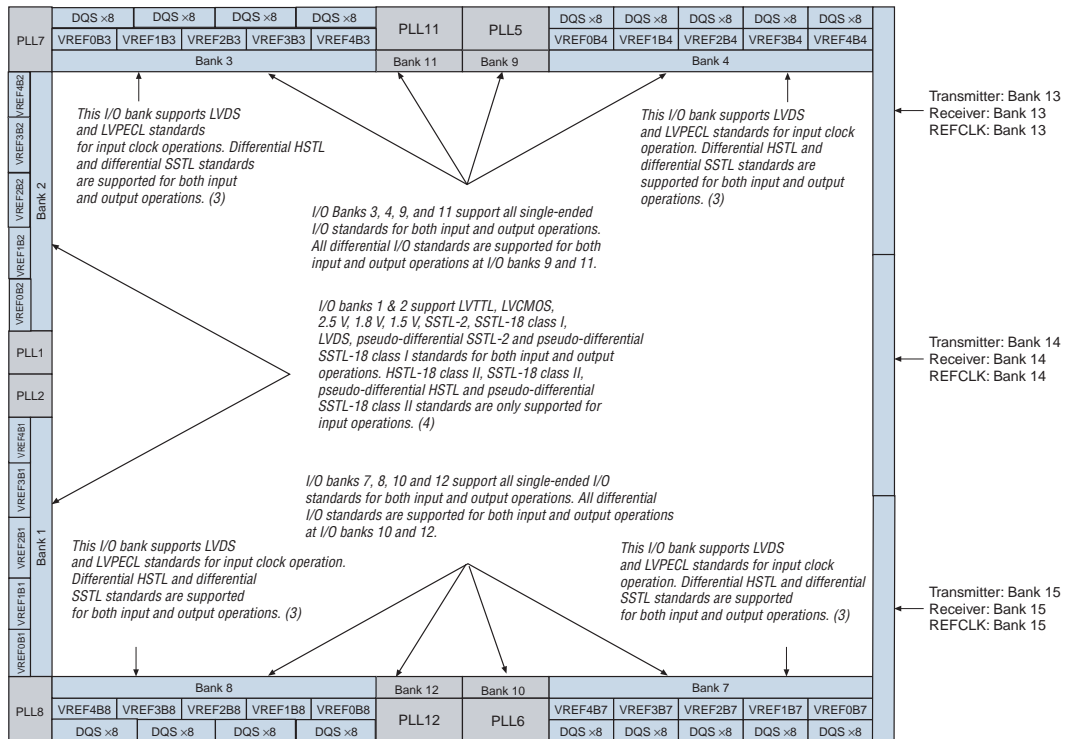 PLL7
DQS ×8
DQS ×8
DQS ×8
DQS ×8
VREF0B3
VREF1B3
VREF2B3
VREF3B3
VREF4B3
Bank 3
PLL11
Bank 11
PLL5
Bank 9
DQS ×8
DQS ×8
DQS ×8
DQS ×8
DQS ×8
VREF0B4
VREF1B4
VREF2B4
VREF3B4
VREF4B4
Bank 4
VREF4B2
VREF3B2
VREF2B2
VREF1B2
VREF0B2
Bank 2
This I/O bank supports LVDS
and LVPECL standards
for input clock operations. Differential HSTL
and differential SSTL standards
are supported for both input
and output operations. (3)
This I/O bank supports LVDS
and LVPECL standards for input clock
operation. Differential HSTL and
differential SSTL standards are
supported for both input and output
operations. (3)
Transmitter: Bank 13
Receiver: Bank 13
REFCLK: Bank 13
I/O Banks 3, 4, 9, and 11 support all single-ended
I/O standards for both input and output operations.
All differential I/O standards are supported for both
input and output operations at I/O banks 9 and 11.
I/O banks 1 & 2 support LVTTL, LVCMOS,
2.5 V, 1.8 V, 1.5 V, SSTL-2, SSTL-18 class I,
LVDS, pseudo-differential SSTL-2 and pseudo-differential
SSTL-18 class I standards for both input and output
operations. HSTL-18 class II, SSTL-18 class II,
pseudo-differential HSTL and pseudo-differential
SSTL-18 class II standards are only supported for
input operations. (4)
PLL1
PLL2
Transmitter: Bank 14
Receiver: Bank 14
REFCLK: Bank 14
VREF4B1
VREF3B1
VREF2B1
VREF1B1
VREF0B1
Bank 1
I/O banks 7, 8, 10 and 12 support all single-ended I/O
standards for both input and output operations. All differential
I/O standards are supported for both input and output operations
at I/O banks 10 and 12.
This I/O bank supports LVDS
and LVPECL standards for input clock operation.
Differential HSTL and differential
SSTL standards are supported
for both input and output operations. (3)
This I/O bank supports LVDS
and LVPECL standards for input clock
operation. Differential HSTL and differential
SSTL standards are supported
for both input and output operations. (3)
Transmitter: Bank 15
Receiver: Bank 15
REFCLK: Bank 15
PLL8
Bank 8
VREF4B8
VREF3B8
VREF2B8
VREF1B8
VREF0B8
DQS ×8
DQS ×8
DQS ×8
DQS ×8
Bank 12
PLL12
Bank 10
PLL6
Bank 7
VREF4B7
VREF3B7
VREF2B7
VREF1B7
VREF0B7
DQS ×8
DQS ×8
DQS ×8
DQS ×8
DQS ×8